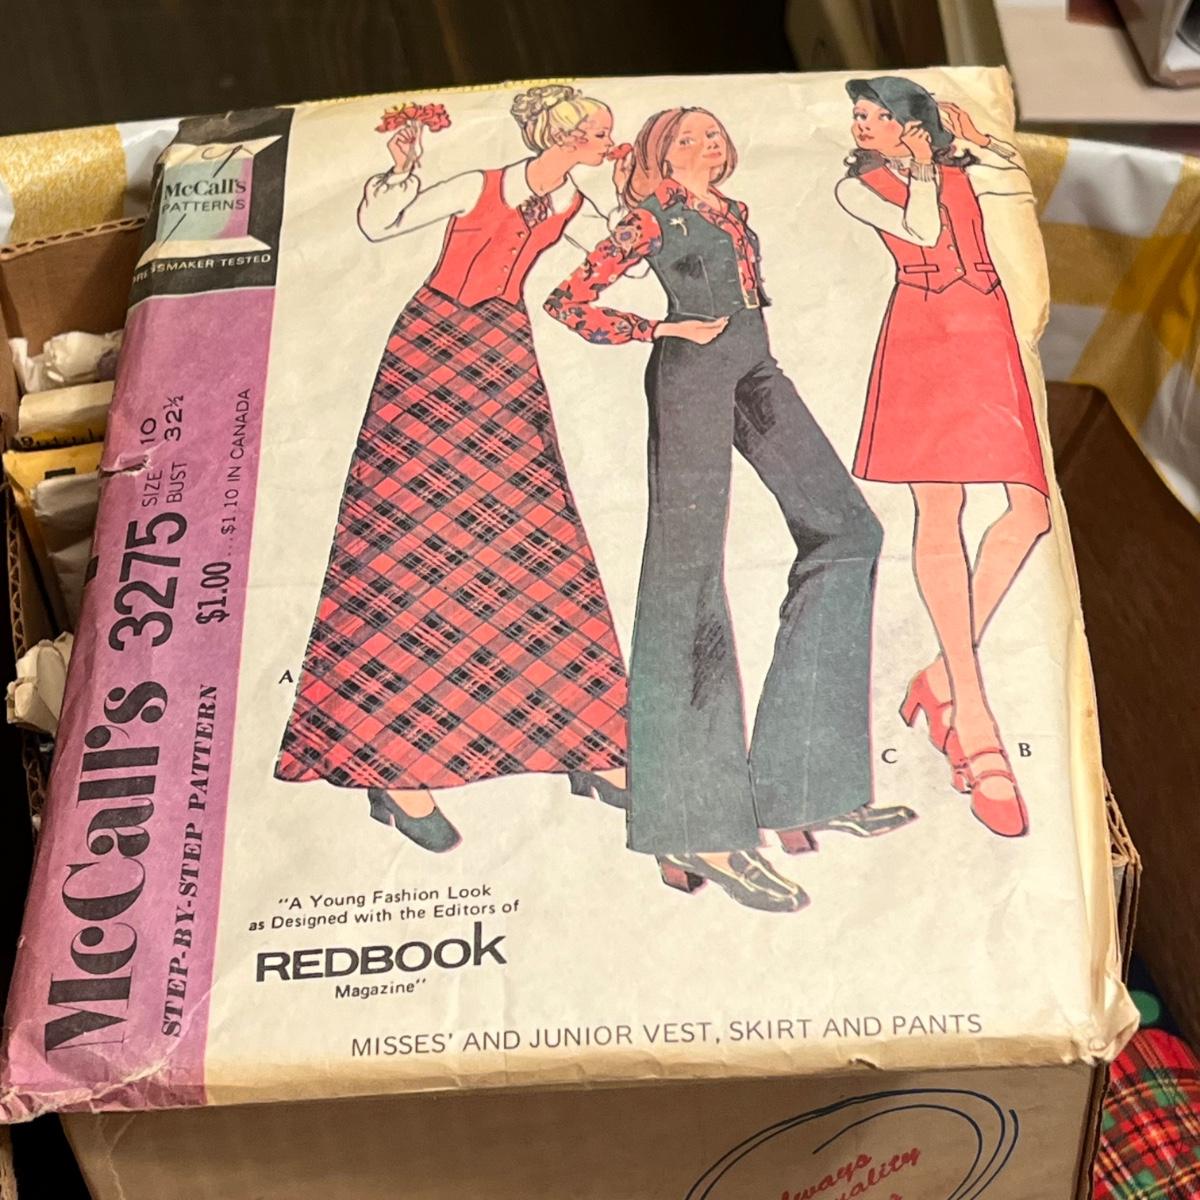 McCall's
PATTERNS
SMAKER TESTED
McCall's 3275
SIZE 10
BUST 32½
STEP-BY-STEP PATTERN
$1.00...$1.10 IN CANADA
A
C
B
"A Young Fashion Look
as Designed with the Editors of
REDBOOK
Magazine"
MISSES' AND JUNIOR VEST, SKIRT AND PANTS